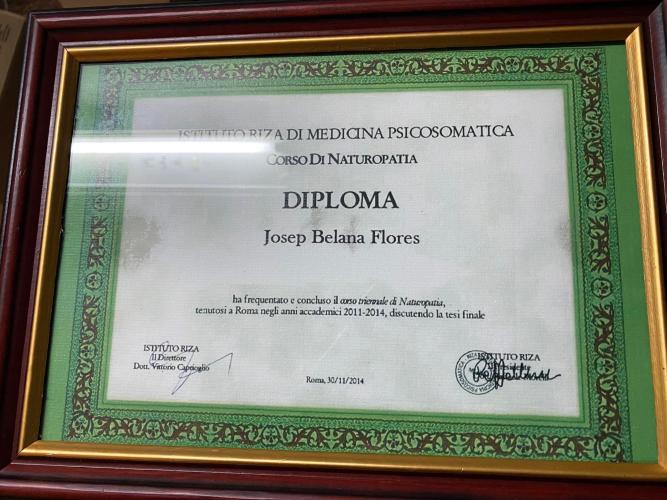 ISTITUTO RIZA DI MEDICINA PSICOSOMATICA
CORSO DI NATUROPATIA
DIPLOMA
Josep Belana Flores
ha frequentato e concluso il corso triennale di Naturopatia,
tenutosi a Roma negli anni accademici 2011-2014, discutendo la tesi finale
ISTITUTO RIZA
Il Direttore
Dott. Vittorio Caprioglio
Roma, 30/11/2014
ISTITUTO RIZA
Il Presidente